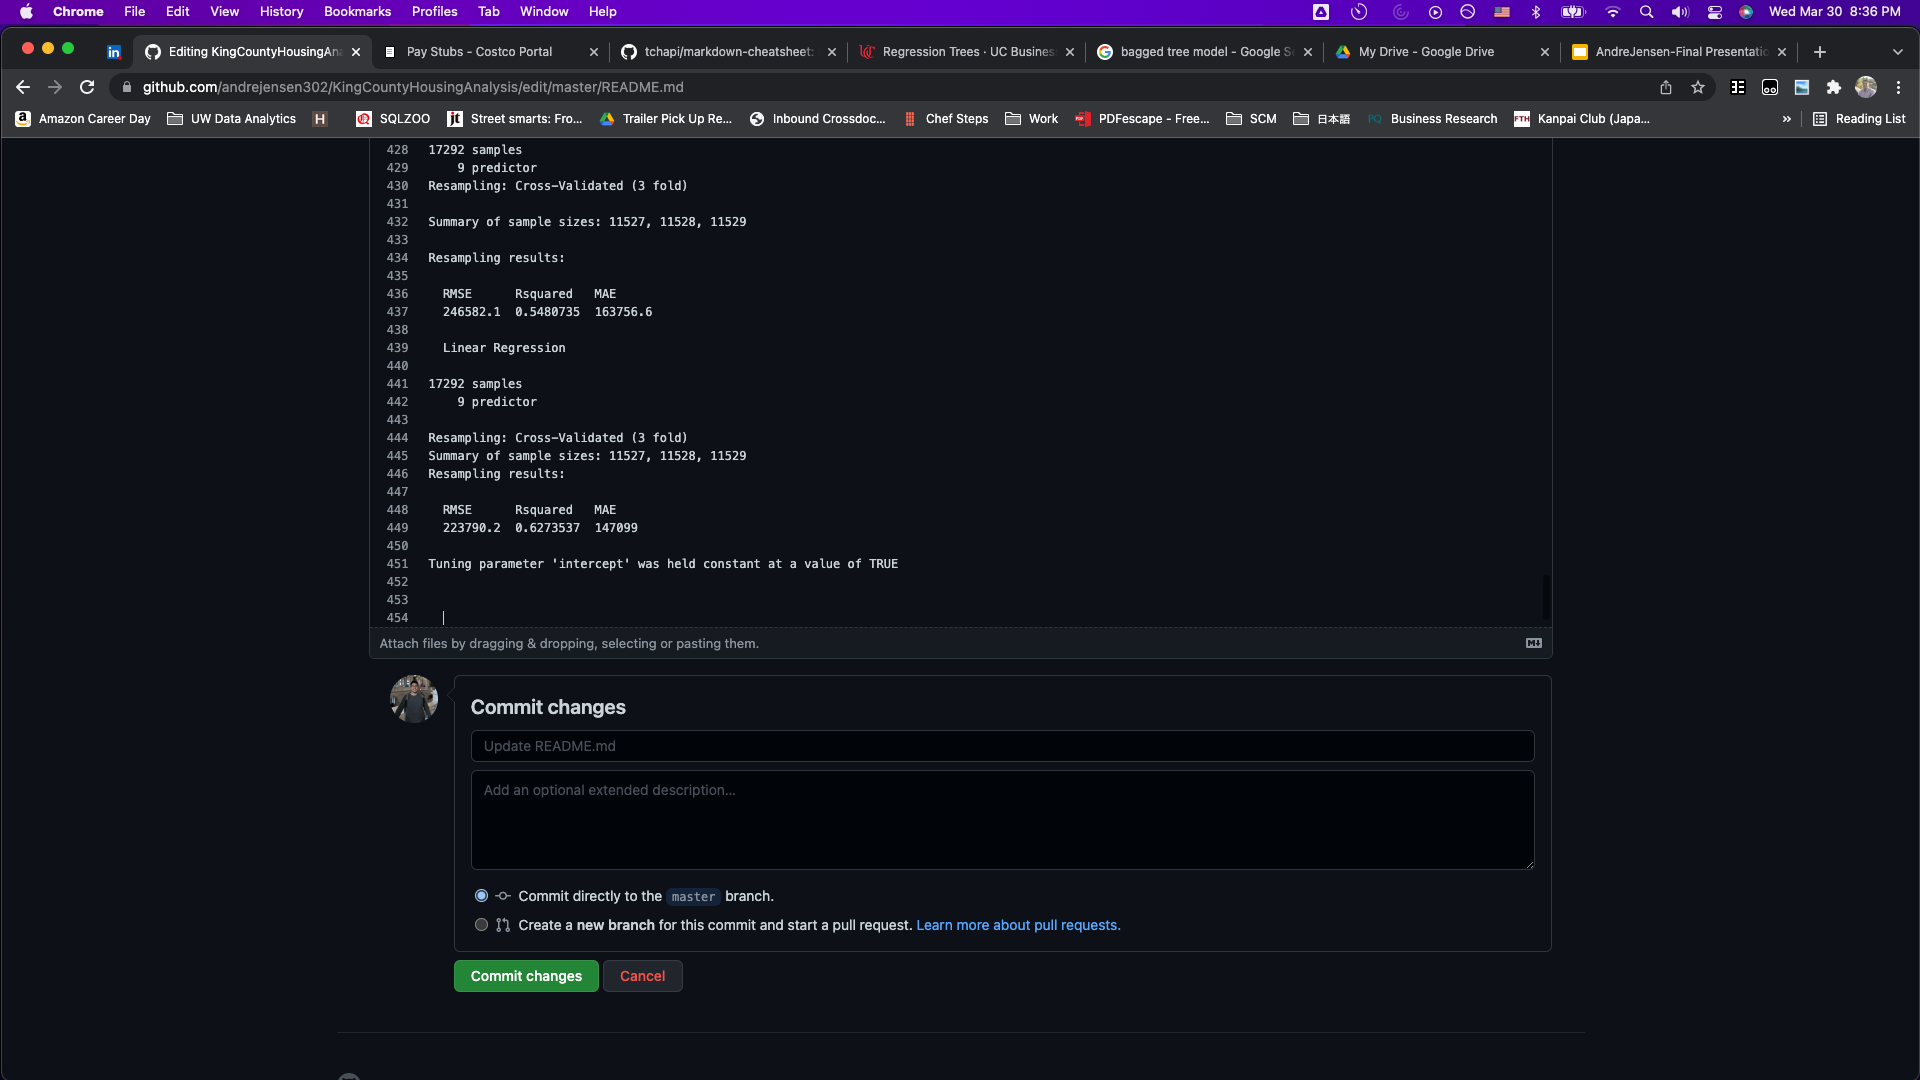 Chrome File Edit View History Bookmarks Profiles Tab Window Help Wed Mar 30 8:36 PM
Editing KingCountyHousingAna Pay Stubs - Costco Portal tchapi/markdown-cheatsheet: Regression Trees · UC Busines bagged tree model - Google Se My Drive - Google Drive AndreJensen-Final Presentatio
github.com/andrejensen302/KingCountyHousingAnalysis/edit/master/README.md
Amazon Career Day UW Data Analytics H SQLZOO jt Street smarts: Fro... Trailer Pick Up Re... Inbound Crossdoc... Chef Steps Work PDFescape - Free... SCM 日本語 PQ Business Research FTH Kanpai Club (Japa... » Reading List
428 17292 samples
429 9 predictor
430 Resampling: Cross-Validated (3 fold)
431
432 Summary of sample sizes: 11527, 11528, 11529
433
434 Resampling results:
435
436 RMSE Rsquared MAE
437 246582.1 0.5480735 163756.6
438
439 Linear Regression
440
441 17292 samples
442 9 predictor
443
444 Resampling: Cross-Validated (3 fold)
445 Summary of sample sizes: 11527, 11528, 11529
446 Resampling results:
447
448 RMSE Rsquared MAE
449 223790.2 0.6273537 147099
450
451 Tuning parameter 'intercept' was held constant at a value of TRUE
452
453
454
Attach files by dragging & dropping, selecting or pasting them.
Commit changes
Update README.md
Add an optional extended description...
Commit directly to the master branch.
Create a new branch for this commit and start a pull request. Learn more about pull requests.
Commit changes Cancel